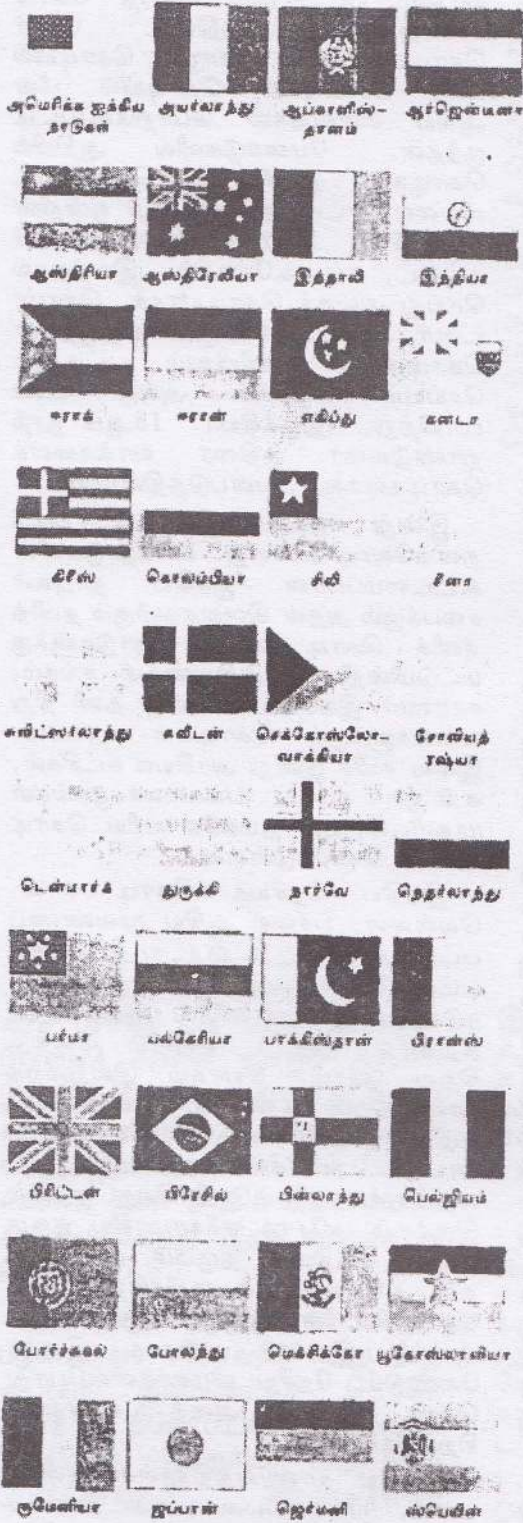 அமெரிக்க ஐக்கிய நாடுகள்
அயர்லாந்து
ஆப்கானிஸ்-
தானம்
ஆர்ஜென்டீனா
ஆஸ்திரியா
ஆஸ்திரேலியா
இத்தாலி
இந்தியா
ஈராக்
ஈரான்
எகிப்து
கனடா
கிரீஸ்
கொலம்பியா
சிலி
சீனா
சுவிட்ஸர்லாந்து
சுவீடன்
செக்கோஸ்லோ
வாக்கியா
சோவியத்
ரஷ்யா
டென்மார்க்
துருக்கி
நார்வே
நெதர்லாந்து
பர்மா
பல்கேரியா
பாக்கிஸ்தான்
பிரான்ஸ்
பிரிட்டன்
பிரேசில்
பின்லாந்து
பெல்ஜியம்
போர்ச்சுகல்
போலந்து
மெக்சிக்கோ
யூகோஸ்லாவியா
ருமேனியா
ஜப்பான்
ஜெர்மனி
ஸ்பெயின்